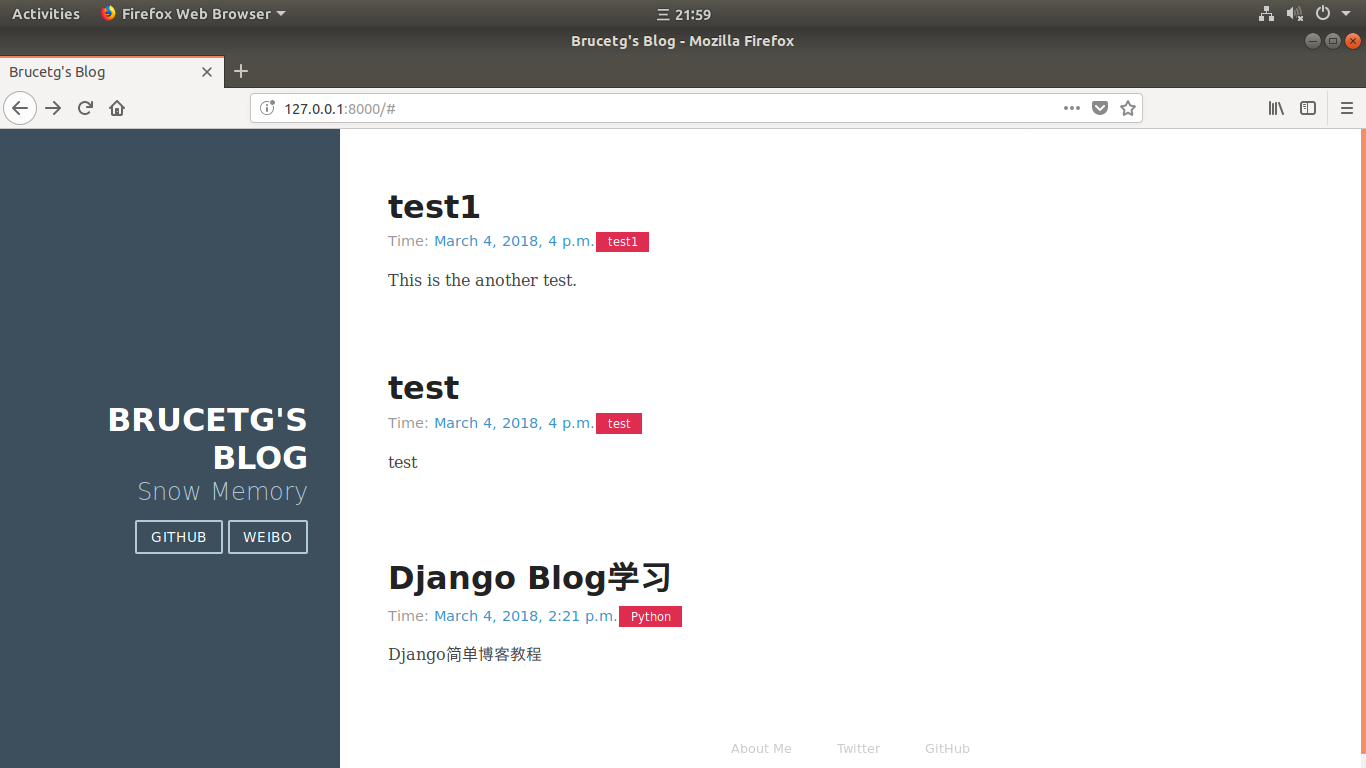 Activities Firefox Web Browser 三 21:59
Brucetg's Blog - Mozilla Firefox
Brucetg's Blog
127.0.0.1:8000/#
BRUCETG'S
BLOG
Snow Memory
GITHUB WEIBO
test1
Time: March 4, 2018, 4 p.m. test1
This is the another test.
test
Time: March 4, 2018, 4 p.m. test
test
Django Blog学习
Time: March 4, 2018, 2:21 p.m. Python
Django简单博客教程
About Me Twitter GitHub